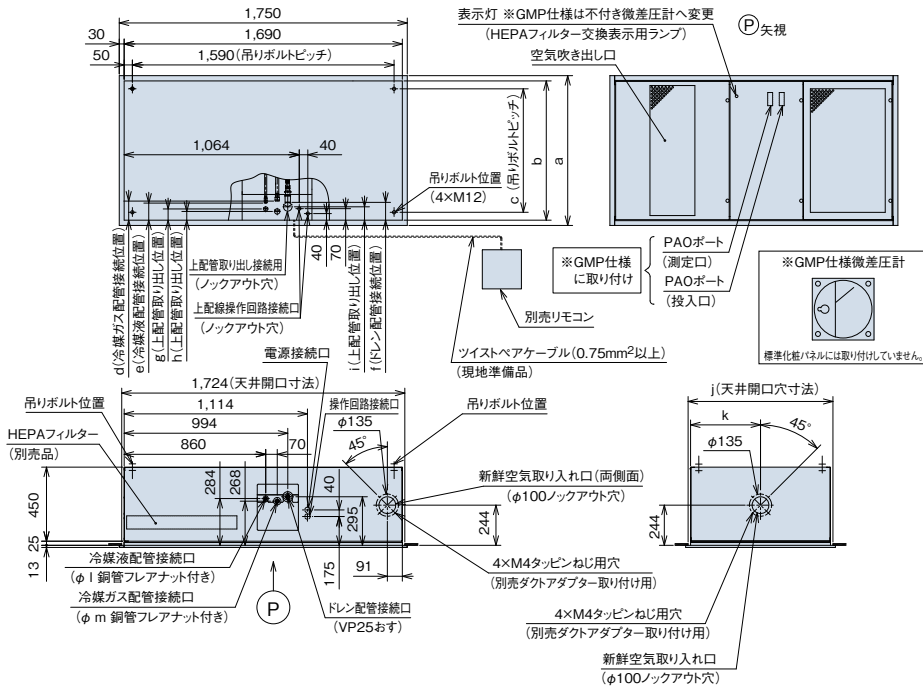 1,750
30
1,690
50
1,590(吊りボルトピッチ)
1,064
40
c(吊りボルトピッチ)
b
a
吊りボルト位置
(4×M12)
40
70
d(冷媒ガス配管接続位置)
e(冷媒液配管接続位置)
g(上配管取り出し位置)
h(上配管取り出し位置)
上配管取り出し接続用
(ノックアウト穴)
上配線操作回路接続口
(ノックアウト穴)
i(上配管取り出し位置)
f(ドレン配管接続位置)
表示灯 ※GMP仕様は不付き微差圧計へ変更
(HEPAフィルター交換表示用ランプ)
空気吹き出し口
P矢視
※GMP仕様
に取り付け
PAOポート
(測定口)
PAOポート
(投入口)
※GMP仕様微差圧計
標準化粧パネルには取り付けしていません。
別売リモコン
ツイストペアケーブル(0.75mm²以上)
(現地準備品)
電源接続口
1,724(天井開口寸法)
吊りボルト位置
1,114
操作回路接続口
吊りボルト位置
994
φ135
HEPAフィルター
(別売品)
860
70
45°
284
268
40
295
175
450
25
13
244
91
新鮮空気取り入れ口(両側面)
(φ100ノックアウト穴)
冷媒液配管接続口
(φ l 銅管フレアナット付き)
冷媒ガス配管接続口
(φ m 銅管フレアナット付き)
P
ドレン配管接続口
(VP25おす)
4×M4タッピンねじ用穴
(別売ダクトアダプター取り付け用)
j(天井開口穴寸法)
k
45°
φ135
244
4×M4タッピンねじ用穴
(別売ダクトアダプター取り付け用)
新鮮空気取り入れ口
(φ100ノックアウト穴)